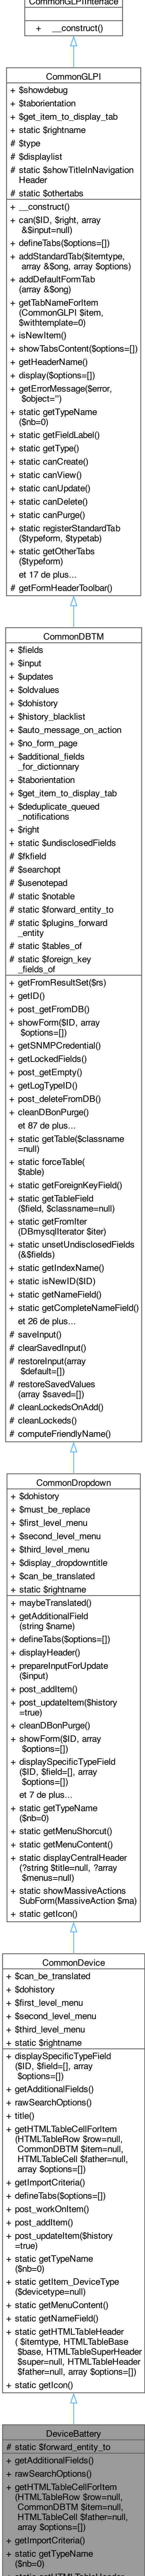 CommonGLPIInterface
+ __construct()
CommonGLPI
+ $showdebug
+ $taborientation
+ $get_item_to_display_tab
+ static $rightname
# $type
# $displaylist
# static $showTitleInNavigation
Header
# static $othertabs
+ __construct()
+ can($ID, $right, array
&$input=null)
+ defineTabs($options=[])
+ addStandardTab($itemtype,
array &$ong, array $options)
+ addDefaultFormTab
(array &$ong)
+ getTabNameForItem
(CommonGLPI $item,
$withtemplate=0)
+ isNewItem()
+ showTabsContent($options=[])
+ getHeaderName()
+ display($options=[])
+ getErrorMessage($error,
$object='')
+ static getTypeName
($nb=0)
+ static getFieldLabel()
+ static getType()
+ static canCreate()
+ static canView()
+ static canUpdate()
+ static canDelete()
+ static canPurge()
+ static registerStandardTab
($typeform, $typetab)
+ static getOtherTabs
($typeform)
et 17 de plus...
# getFormHeaderToolbar()
CommonDBTM
+ $fields
+ $input
+ $updates
+ $oldvalues
+ $dohistory
+ $history_blacklist
+ $auto_message_on_action
+ $no_form_page
+ $additional_fields
_for_dictionnary
+ $taborientation
+ $get_item_to_display_tab
+ $deduplicate_queued
_notifications
+ $right
+ static $undisclosedFields
# $fkfield
# $searchopt
# $usenotepad
# static $notable
# static $forward_entity_to
# static $plugins_forward
_entity
# static $tables_of
# static $foreign_key
_fields_of
+ getFromResultSet($rs)
+ getID()
+ post_getFromDB()
+ showForm($ID, array
$options=[])
+ getSNMPCredential()
+ getLockedFields()
+ post_getEmpty()
+ getLogTypeID()
+ post_deleteFromDB()
+ cleanDBonPurge()
et 87 de plus...
+ static getTable($classname
=null)
+ static forceTable(
$table)
+ static getForeignKeyField()
+ static getTableField
($field, $classname=null)
+ static getFromIter
(DBmysqlIterator $iter)
+ static unsetUndisclosedFields
(&$fields)
+ static getIndexName()
+ static isNewID($ID)
+ static getNameField()
+ static getCompleteNameField()
et 26 de plus...
# saveInput()
# clearSavedInput()
# restoreInput(array
$default=[])
# restoreSavedValues
(array $saved=[])
# cleanLockedsOnAdd()
# cleanLockeds()
# computeFriendlyName()
CommonDropdown
+ $dohistory
+ $must_be_replace
+ $first_level_menu
+ $second_level_menu
+ $third_level_menu
+ $display_dropdowntitle
+ $can_be_translated
+ static $rightname
+ maybeTranslated()
+ getAdditionalField
(string $name)
+ defineTabs($options=[])
+ displayHeader()
+ prepareInputForUpdate
($input)
+ post_addItem()
+ post_updateItem($history
=true)
+ cleanDBonPurge()
+ showForm($ID, array
$options=[])
+ displaySpecificTypeField
($ID, $field=[], array
$options=[])
et 7 de plus...
+ static getTypeName
($nb=0)
+ static getMenuShorcut()
+ static getMenuContent()
+ static displayCentralHeader
(?string $title=null, ?array
$menus=null)
+ static showMassiveActions
SubForm(MassiveAction $ma)
+ static getIcon()
CommonDevice
+ $can_be_translated
+ $dohistory
+ $first_level_menu
+ $second_level_menu
+ $third_level_menu
+ static $rightname
+ displaySpecificTypeField
($ID, $field=[], array
$options=[])
+ getAdditionalFields()
+ rawSearchOptions()
+ title()
+ getHTMLTableCellForItem
(HTMLTableRow $row=null,
CommonDBTM $item=null,
HTMLTableCell $father=null,
array $options=[])
+ getImportCriteria()
+ defineTabs($options=[])
+ post_workOnItem()
+ post_addItem()
+ post_updateItem($history
=true)
+ static getTypeName
($nb=0)
+ static getItem_DeviceType
($devicetype=null)
+ static getMenuContent()
+ static getNameField()
+ static getHTMLTableHeader
( $itemtype, HTMLTableBase
$base, HTMLTableSuperHeader
$super=null, HTMLTableHeader
$father=null, array $options=[])
+ static getIcon()
DeviceBattery
# static $forward_entity_to
+ getAdditionalFields()
+ rawSearchOptions()
+ getHTMLTableCellForItem
(HTMLTableRow $row=null,
CommonDBTM $item=null,
HTMLTableCell $father=null,
array $options=[])
+ getImportCriteria()
+ static getTypeName
($nb=0)